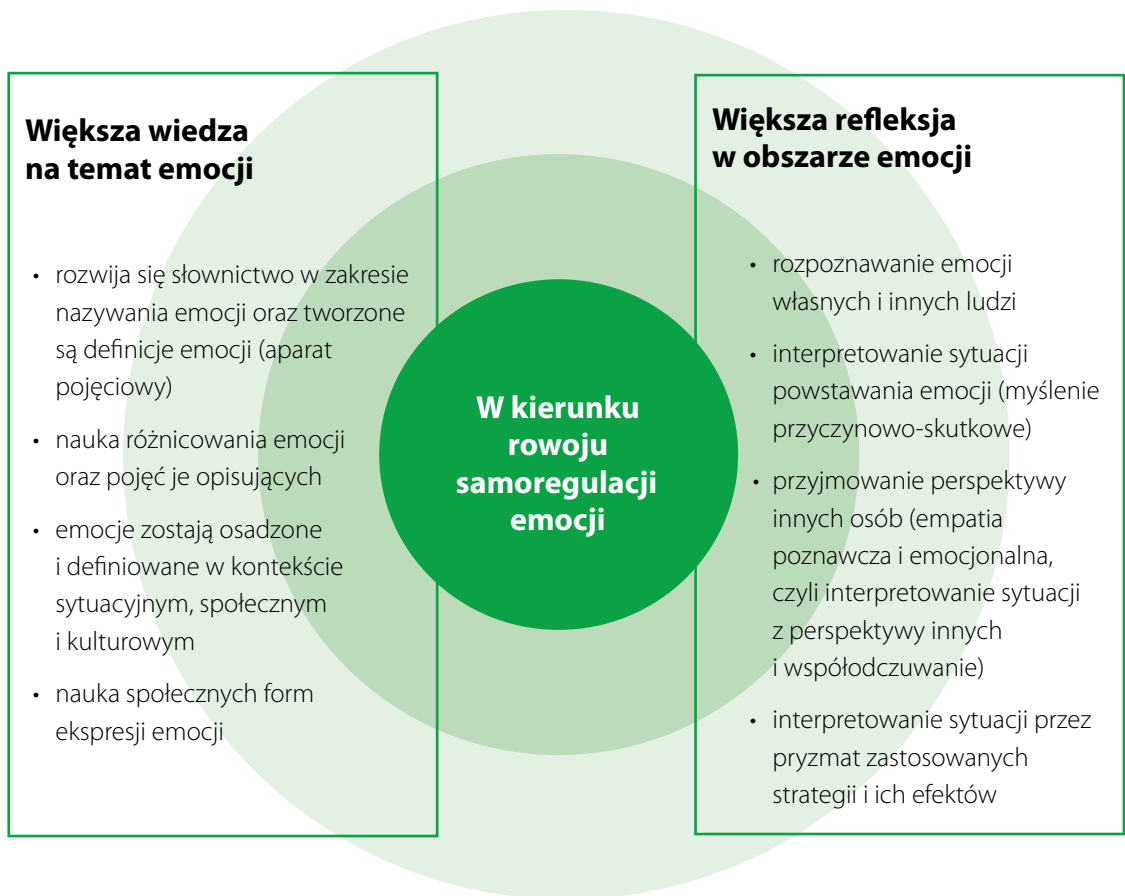 Większa wiedza
na temat emocji
• rozwija się słownictwo w zakresie
nazywania emocji oraz tworzone
są definicje emocji (aparat
pojęciowy)
• nauka różnicowania emocji
oraz pojęć je opisujących
• emocje zostają osadzone
i definiowane w kontekście
sytuacyjnym, społecznym
i kulturowym
• nauka społecznych form
ekspresji emocji
W kierunku
rowoju
samoregulacji
emocji
Większa refleksja
w obszarze emocji
• rozpoznawanie emocji
własnych i innych ludzi
• interpretowanie sytuacji
powstawania emocji (myślenie
przyczynowo-skutkowe)
• przyjmowanie perspektywy
innych osób (empatia
poznawcza i emocjonalna,
czyli interpretowanie sytuacji
z perspektywy innych
i współodczuwanie)
• interpretowanie sytuacji przez
pryzmat zastosowanych
strategii i ich efektów